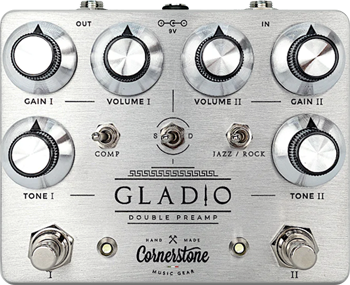 OUT 9V IN
GAIN I VOLUME I VOLUME II GAIN II
COMP S D JAZZ / ROCK
TONE I GLADIO TONE II
DOUBLE PREAMP
HAND MADE
I Cornerstone II
MUSIC GEAR